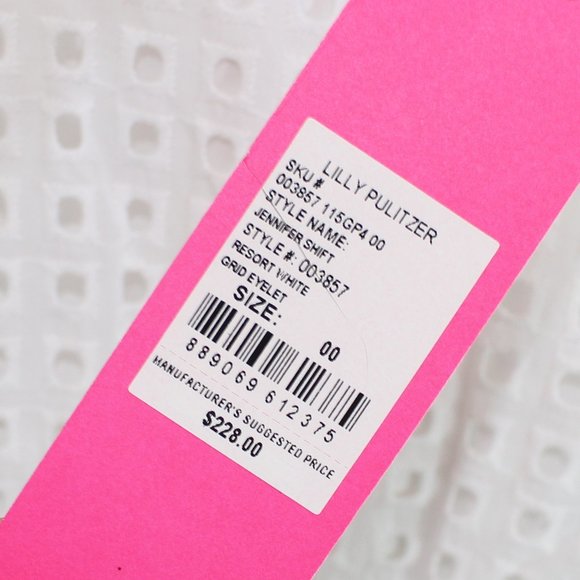 LILLY PULITZER
SKU #
003857 115GP4 00
STYLE NAME:
JENNIFER SHIFT
STYLE #: 003857
RESORT WHITE
GRID EYELET
SIZE:
00
889069 612375
MANUFACTURER'S SUGGESTED PRICE
$228.00